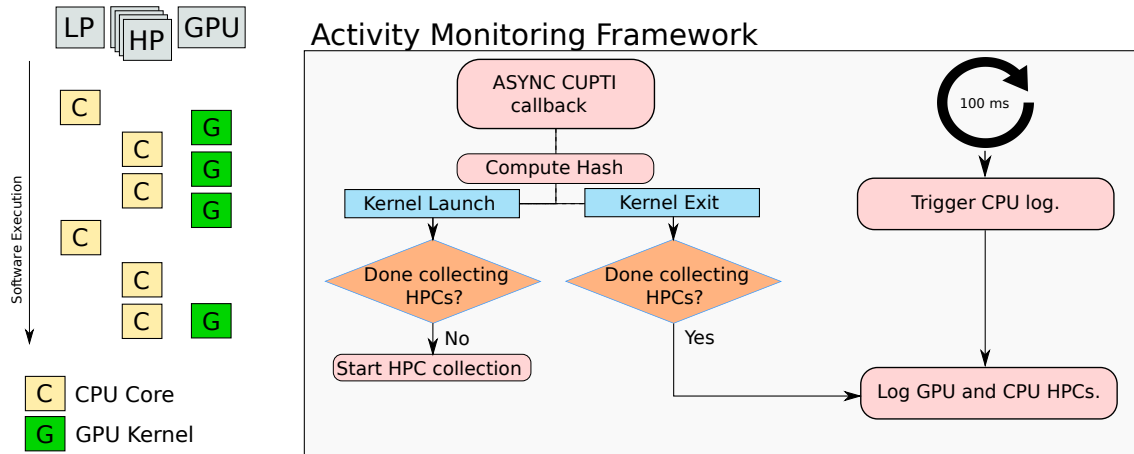 LP
HP
GPU
Software Execution
C
G
C
G
C
G
C
C
C
G
C
CPU Core
G
GPU Kernel
Activity Monitoring Framework
ASYNC CUPTI
callback
Compute Hash
Kernel Launch
Kernel Exit
Done collecting
HPCs?
Done collecting
HPCs?
No
Yes
Start HPC collection
100 ms
Trigger CPU log.
Log GPU and CPU HPCs.